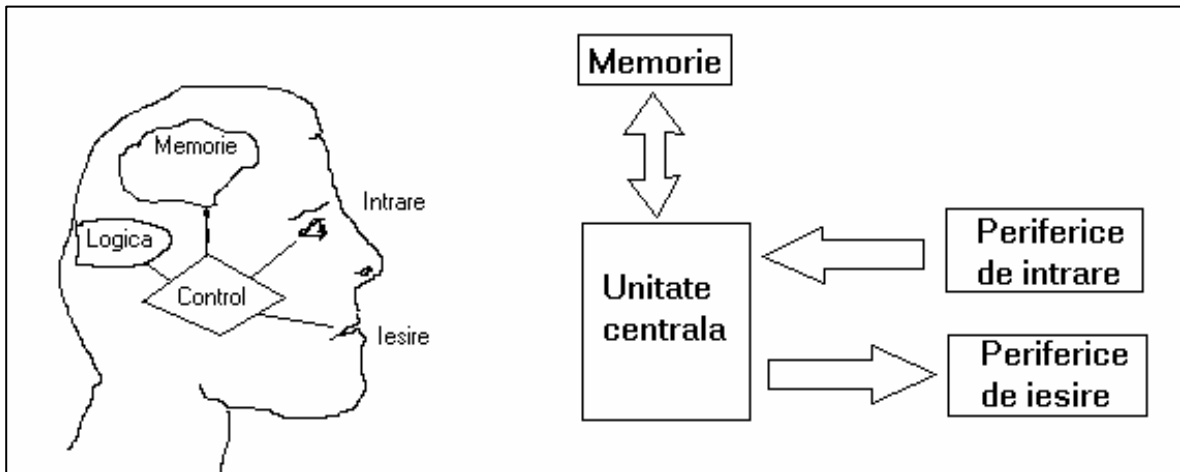 Memorie
Logica
Control
Intrare
Iesire
Memorie
Unitate
centrala
Periferice
de intrare
Periferice
de iesire